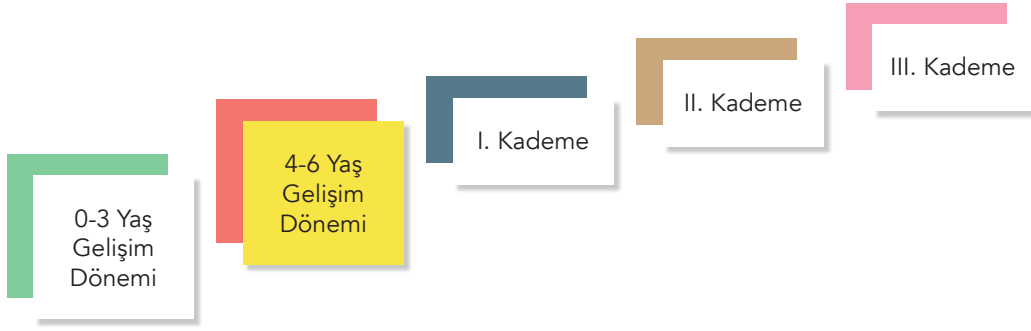 0-3 Yaş
Gelişim
Dönemi
4-6 Yaş
Gelişim
Dönemi
I. Kademe
II. Kademe
III. Kademe